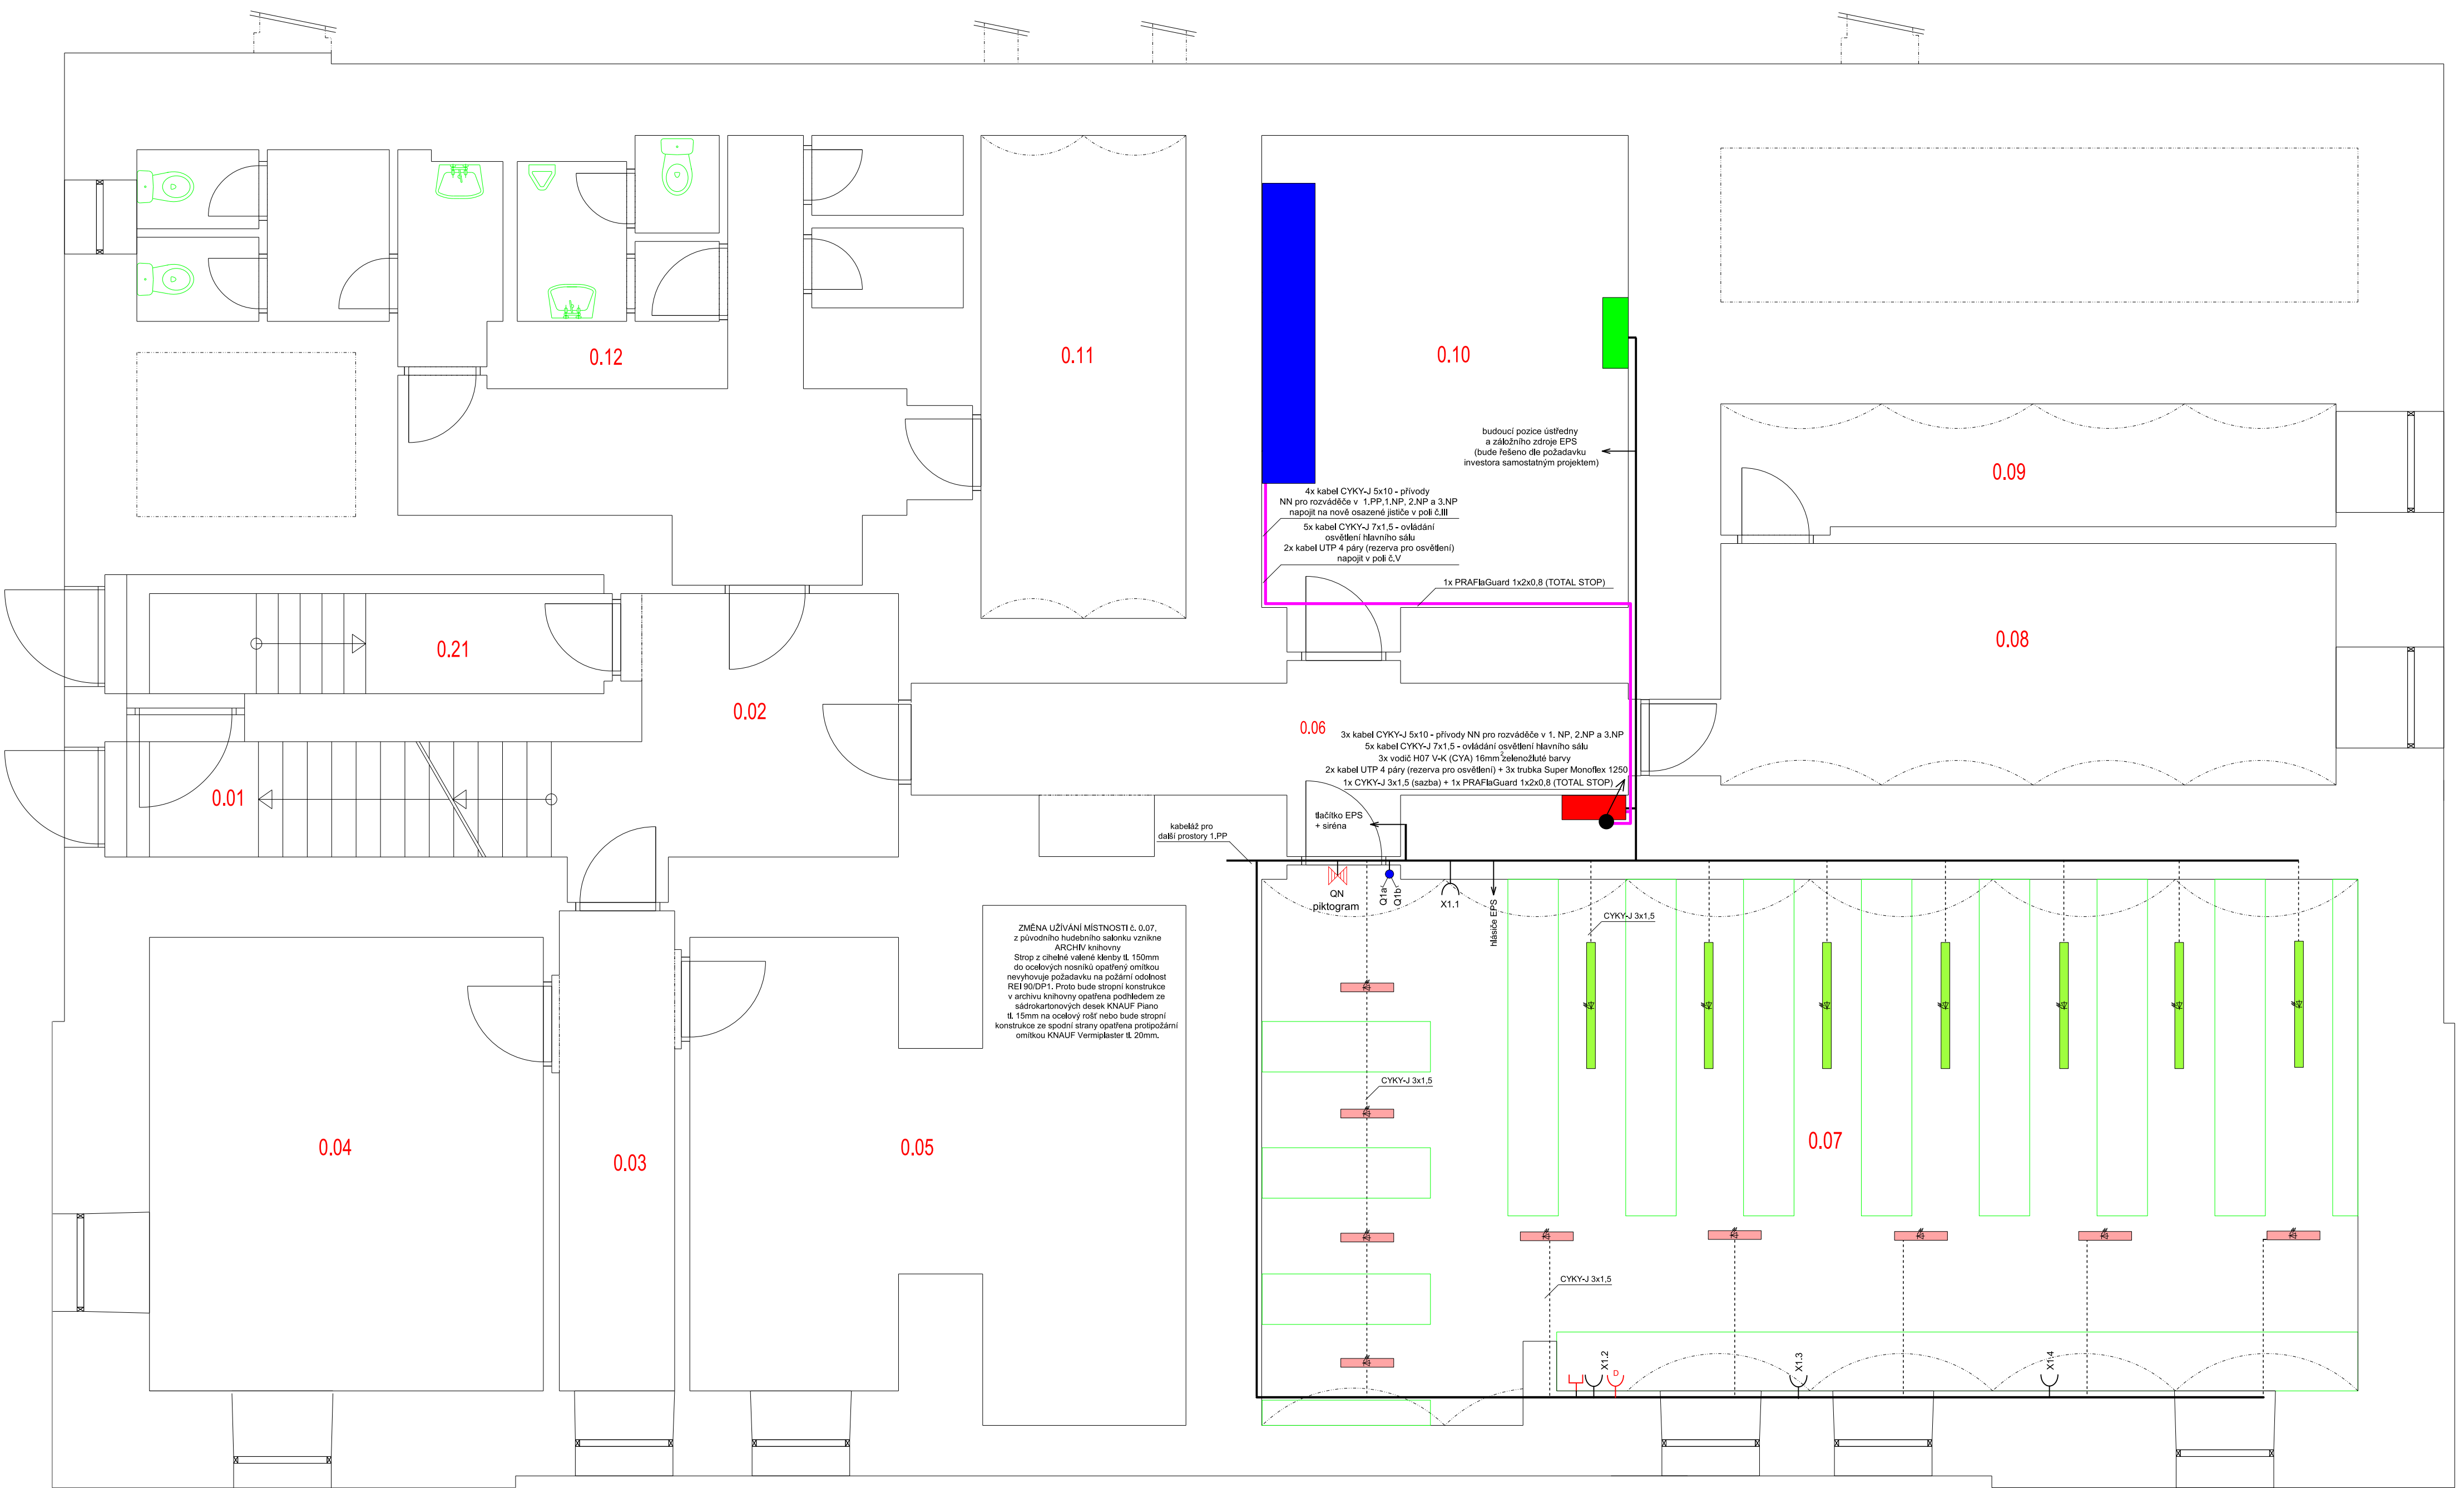 0.12
0.11
0.10
budoucí pozice ústředny
a záložního zdroje EPS
(bude řešeno dle požadavku
investora samostatným projektem)
0.09
4x kabel CYKY-J 5x10 - přívody
NN pro rozváděče v 1.PP,1.NP, 2.NP a 3.NP
napojit na nově osazené jističe v poli č.III
5x kabel CYKY-J 7x1,5 - ovládání
osvětlení hlavního sálu
2x kabel UTP 4 páry (rezerva pro osvětlení)
napojit v poli č.V
1x PRAFlaGuard 1x2x0,8 (TOTAL STOP)
0.21
0.08
0.02
0.06
3x kabel CYKY-J 5x10 - přívody NN pro rozváděče v 1. NP, 2.NP a 3.NP
5x kabel CYKY-J 7x1,5 - ovládání osvětlení hlavního sálu
3x vodič H07 V-K (CYA) 16mm2 zelenožluté barvy
2x kabel UTP 4 páry (rezerva pro osvětlení) + 3x trubka Super Monoflex 1250
1x CYKY-J 3x1,5 (sazba) + 1x PRAFlaGuard 1x2x0,8 (TOTAL STOP)
0.01
tlačítko EPS
+ siréna
kabeláž pro
další prostory 1.PP
QN
piktogram
Q1a
Q1b
X1.1
hlásiče EPS
CYKY-J 3x1,5
ZMĚNA UŽÍVÁNÍ MÍSTNOSTI č. 0.07,
z původního hudebního salonku vznikne
ARCHIV knihovny
Strop z cihelné valené klenby tl. 150mm
do ocelových nosníků opatřený omítkou
nevyhovuje požadavku na požární odolnost
REI 90/DP1. Proto bude stropní konstrukce
v archivu knihovny opatřena podhledem ze
sádrokartonových desek KNAUF Piano
tl. 15mm na ocelový rošť nebo bude stropní
konstrukce ze spodní strany opatřena protipožární
omítkou KNAUF Vermiplaster tl. 20mm.
CYKY-J 3x1,5
0.04
0.03
0.05
0.07
CYKY-J 3x1,5
X1.2
D
X1.3
X1.4